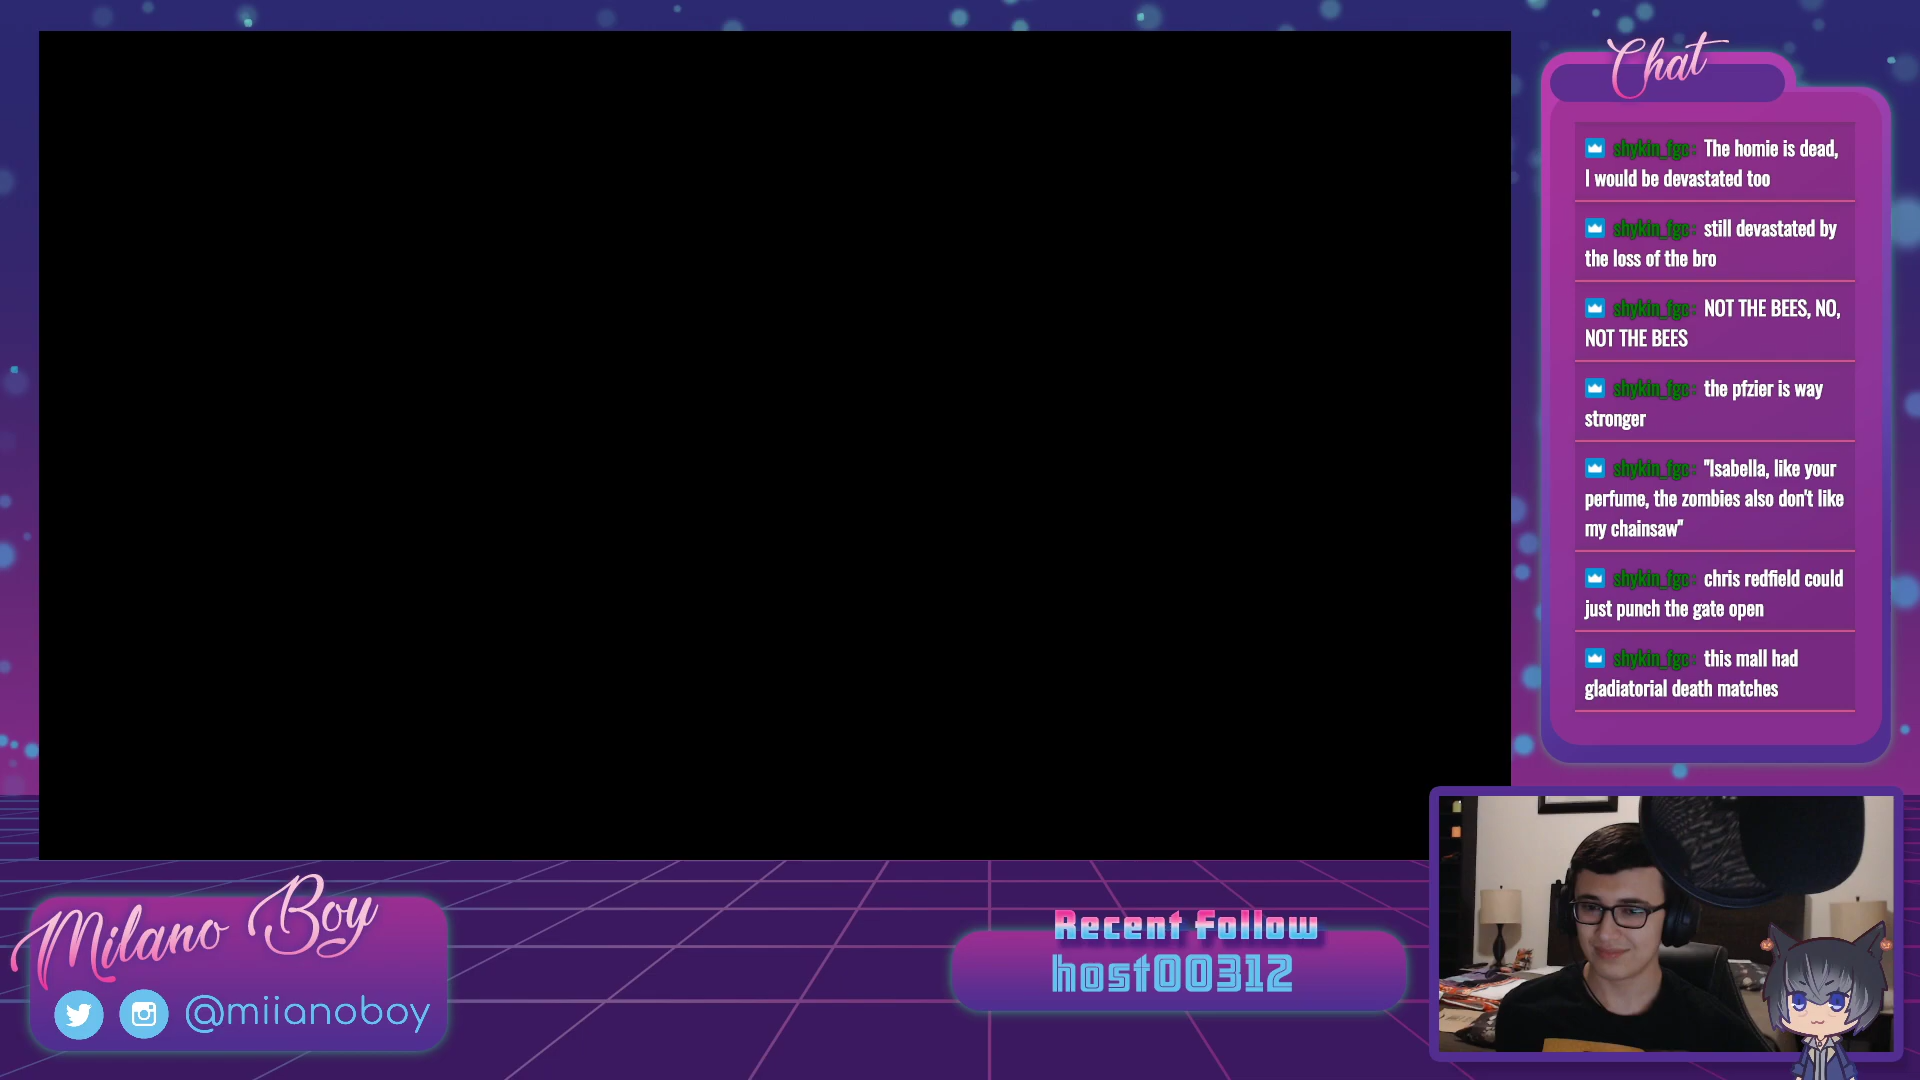 Chat
shykin_fgc: The homie is dead,
I would be devastated too
shykin_fgc: still devastated by
the loss of the bro
shykin_fgc: NOT THE BEES, NO,
NOT THE BEES
shykin_fgc: the pfzier is way
stronger
shykin_fgc: "Isabella, like your
perfume, the zombies also don't like
my chainsaw"
shykin_fgc: chris redfield could
just punch the gate open
shykin_fgc: this mall had
gladiatorial death matches
Milano Boy
@miianoboy
Recent Follow
host00312